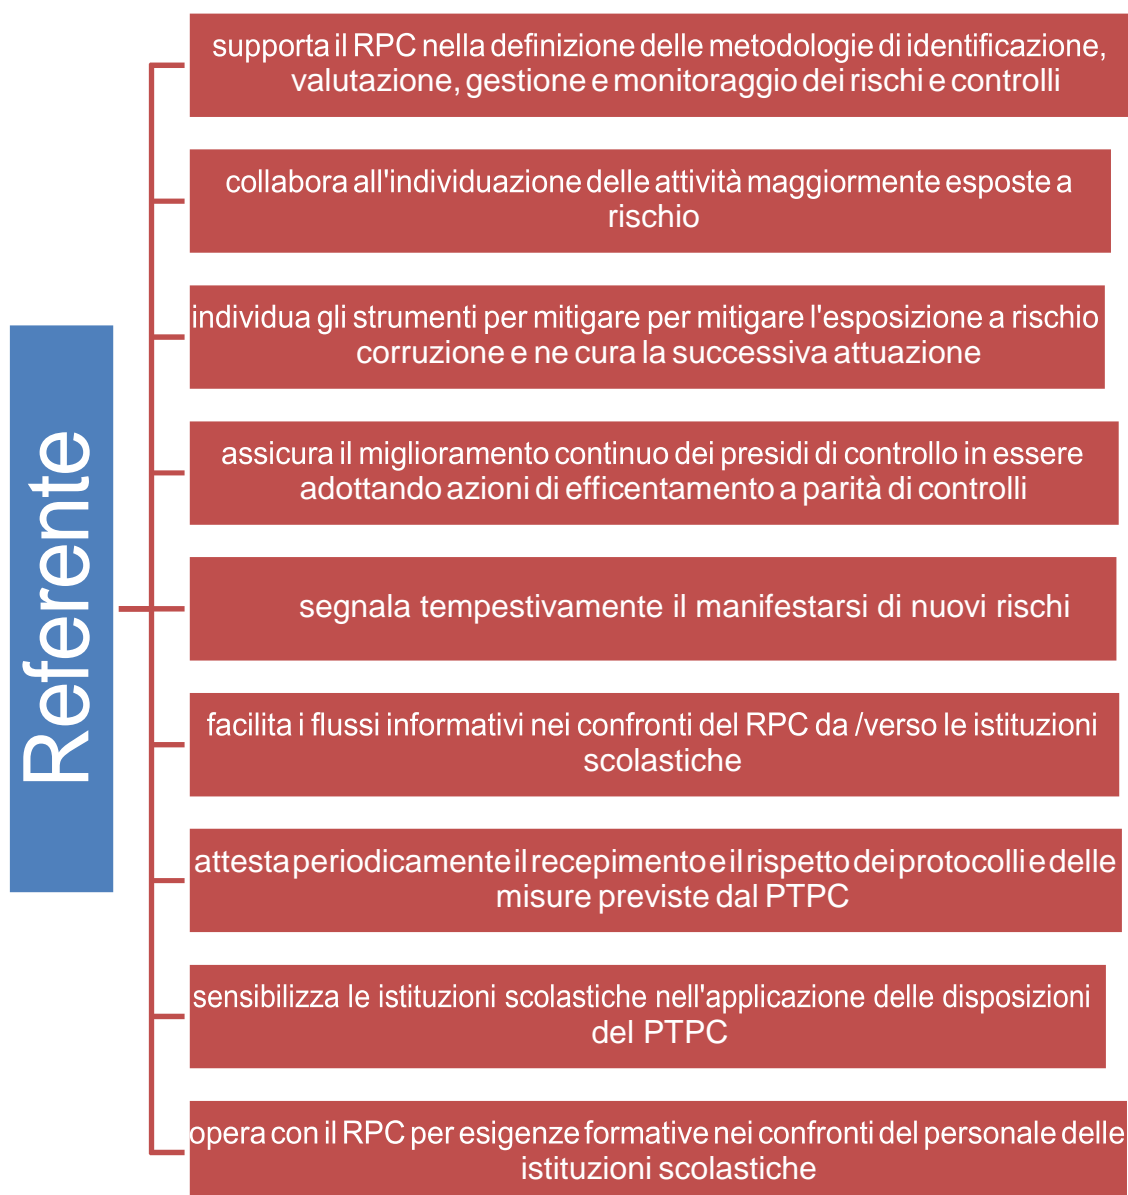 Referente
supporta il RPC nella definizione delle metodologie di identificazione,
valutazione, gestione e monitoraggio dei rischi e controlli
collabora all'individuazione delle attività maggiormente esposte a
rischio
individua gli strumenti per mitigare per mitigare l'esposizione a rischio
corruzione e ne cura la successiva attuazione
assicura il miglioramento continuo dei presidi di controllo in essere
adottando azioni di efficentamento a parità di controlli
segnala tempestivamente il manifestarsi di nuovi rischi
facilita i flussi informativi nei confronti del RPC da /verso le istituzioni
scolastiche
attesta periodicamente il recepimento e il rispetto dei protocolli e delle
misure previste dal PTPC
sensibilizza le istituzioni scolastiche nell'applicazione delle disposizioni
del PTPC
opera con il RPC per esigenze formative nei confronti del personale delle
istituzioni scolastiche